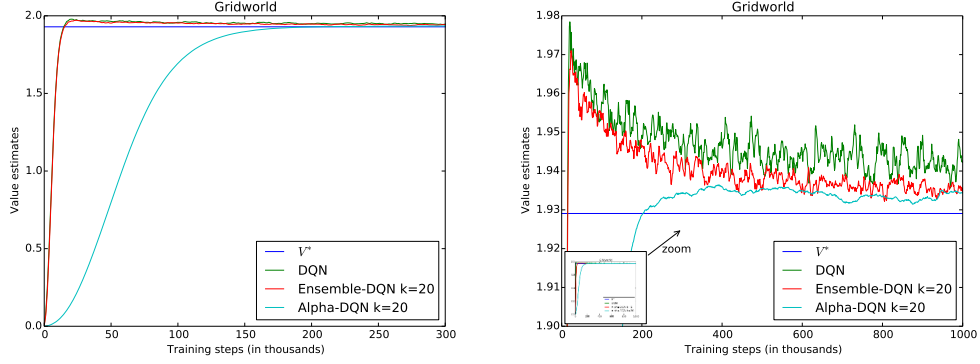 Gridworld
2.0
1.5
1.0
0.5
0.0
Value estimates
0 50 100 150 200 250 300
Training steps (in thousands)
V*
DQN
Ensemble-DQN k=20
Alpha-DQN k=20
Gridworld
1.98
1.97
1.96
1.95
1.94
1.93
1.92
1.91
1.90
Value estimates
zoom
200 400 600 800 1000
Training steps (in thousands)
V*
DQN
Ensemble-DQN k=20
Alpha-DQN k=20